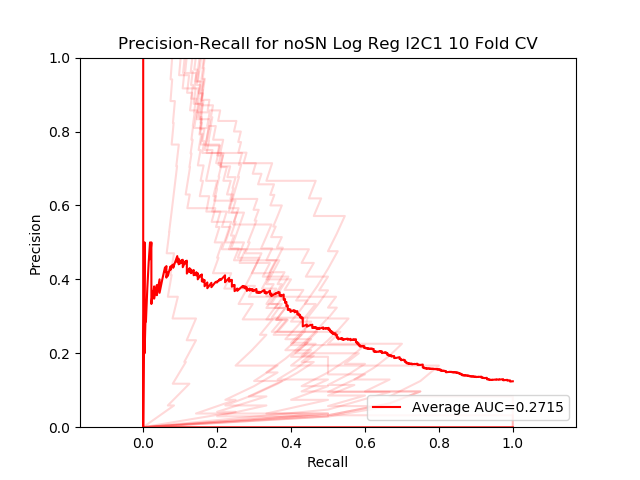 Precision-Recall for noSN Log Reg l2C1 10 Fold CV
1.0
0.8
0.6
0.4
0.2
0.0
Precision
0.0 0.2 0.4 0.6 0.8 1.0
Recall
Average AUC=0.2715